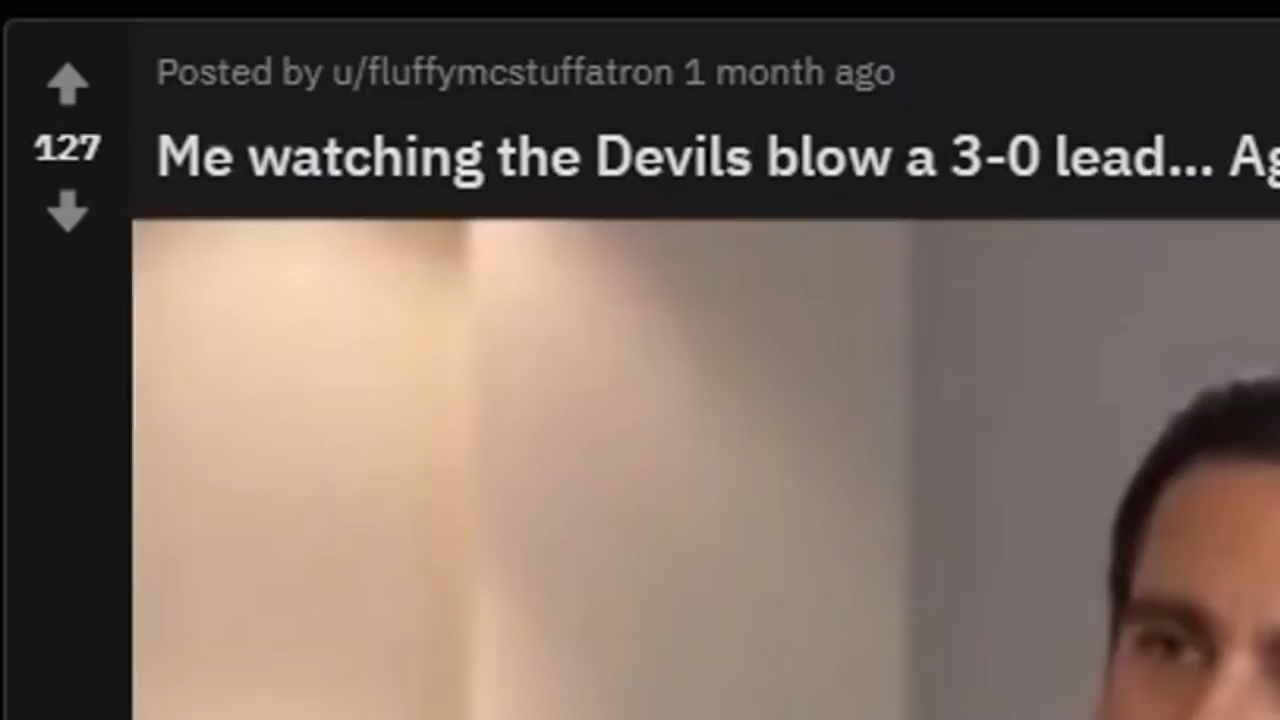 Posted by u/fluffymcstuffatron 1 month ago
127
Me watching the Devils blow a 3-0 lead...